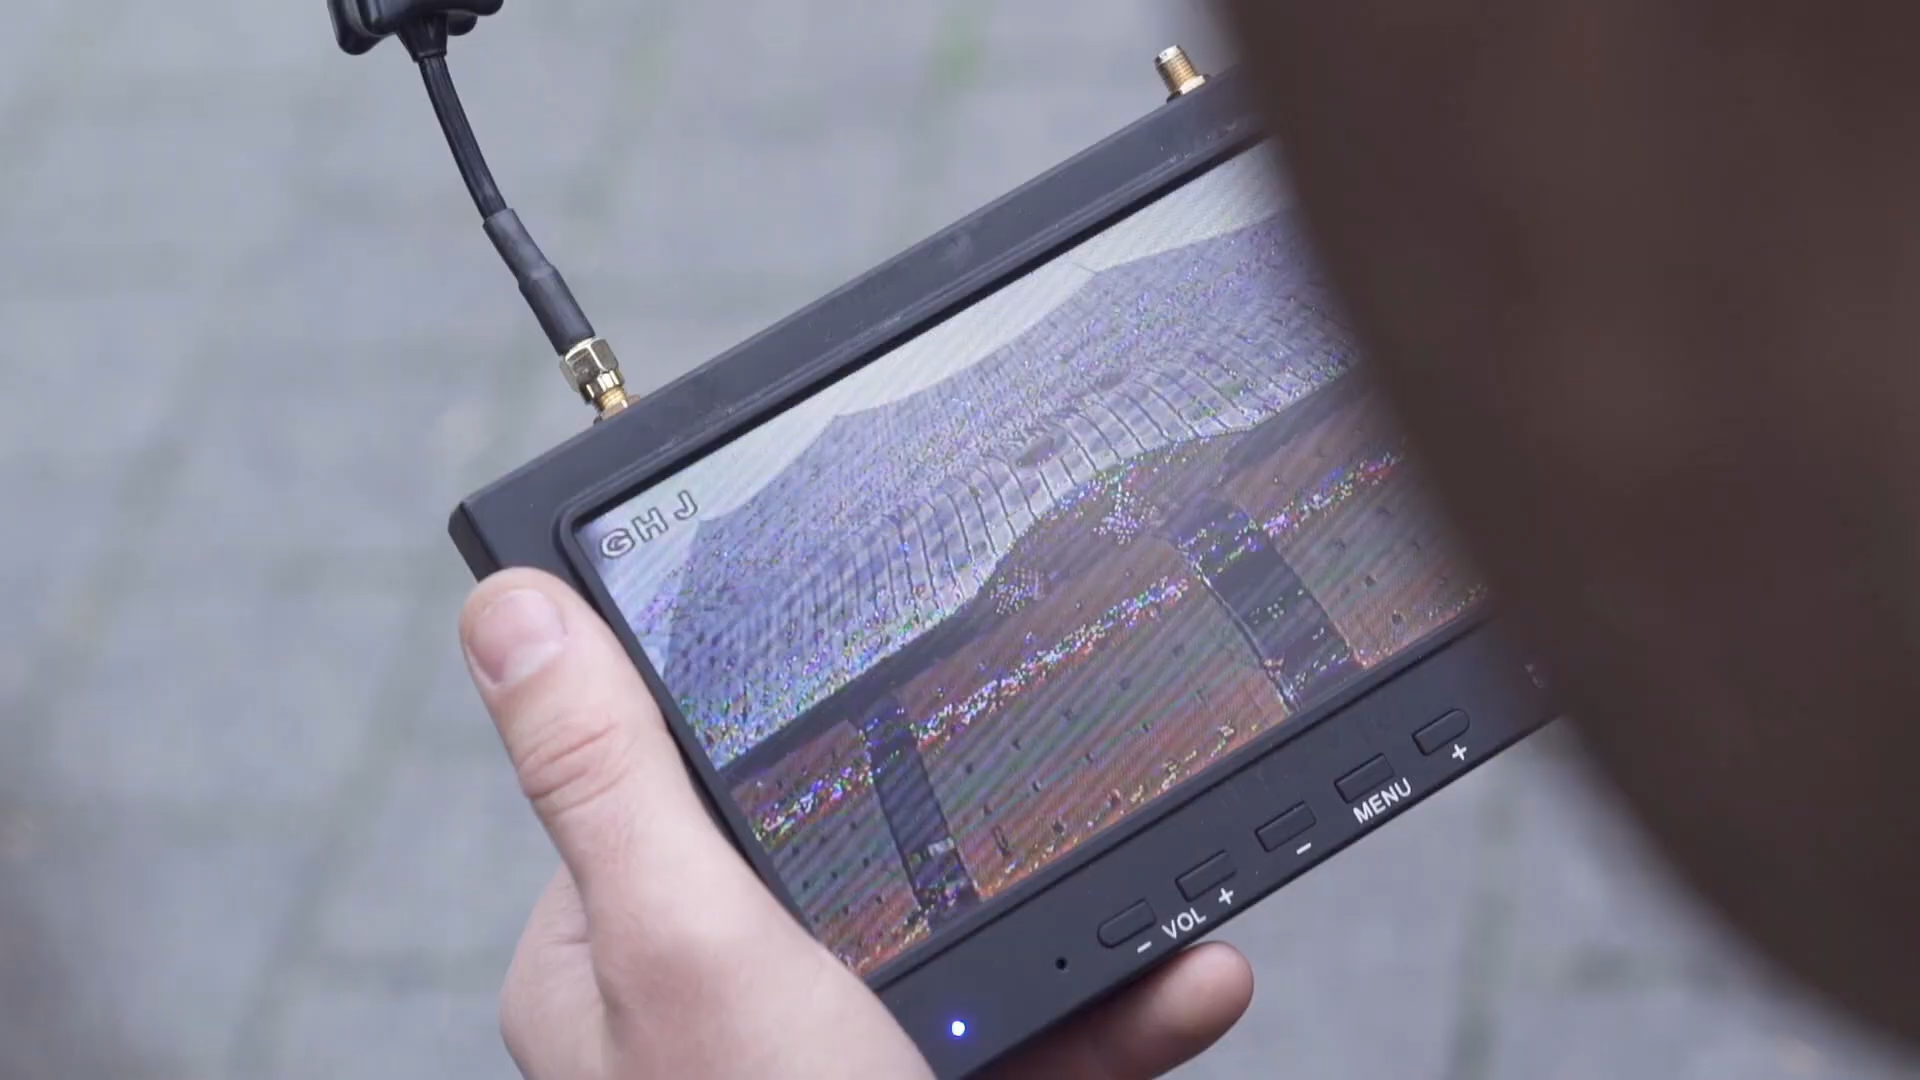 GHJ
− VOL +
− MENU +